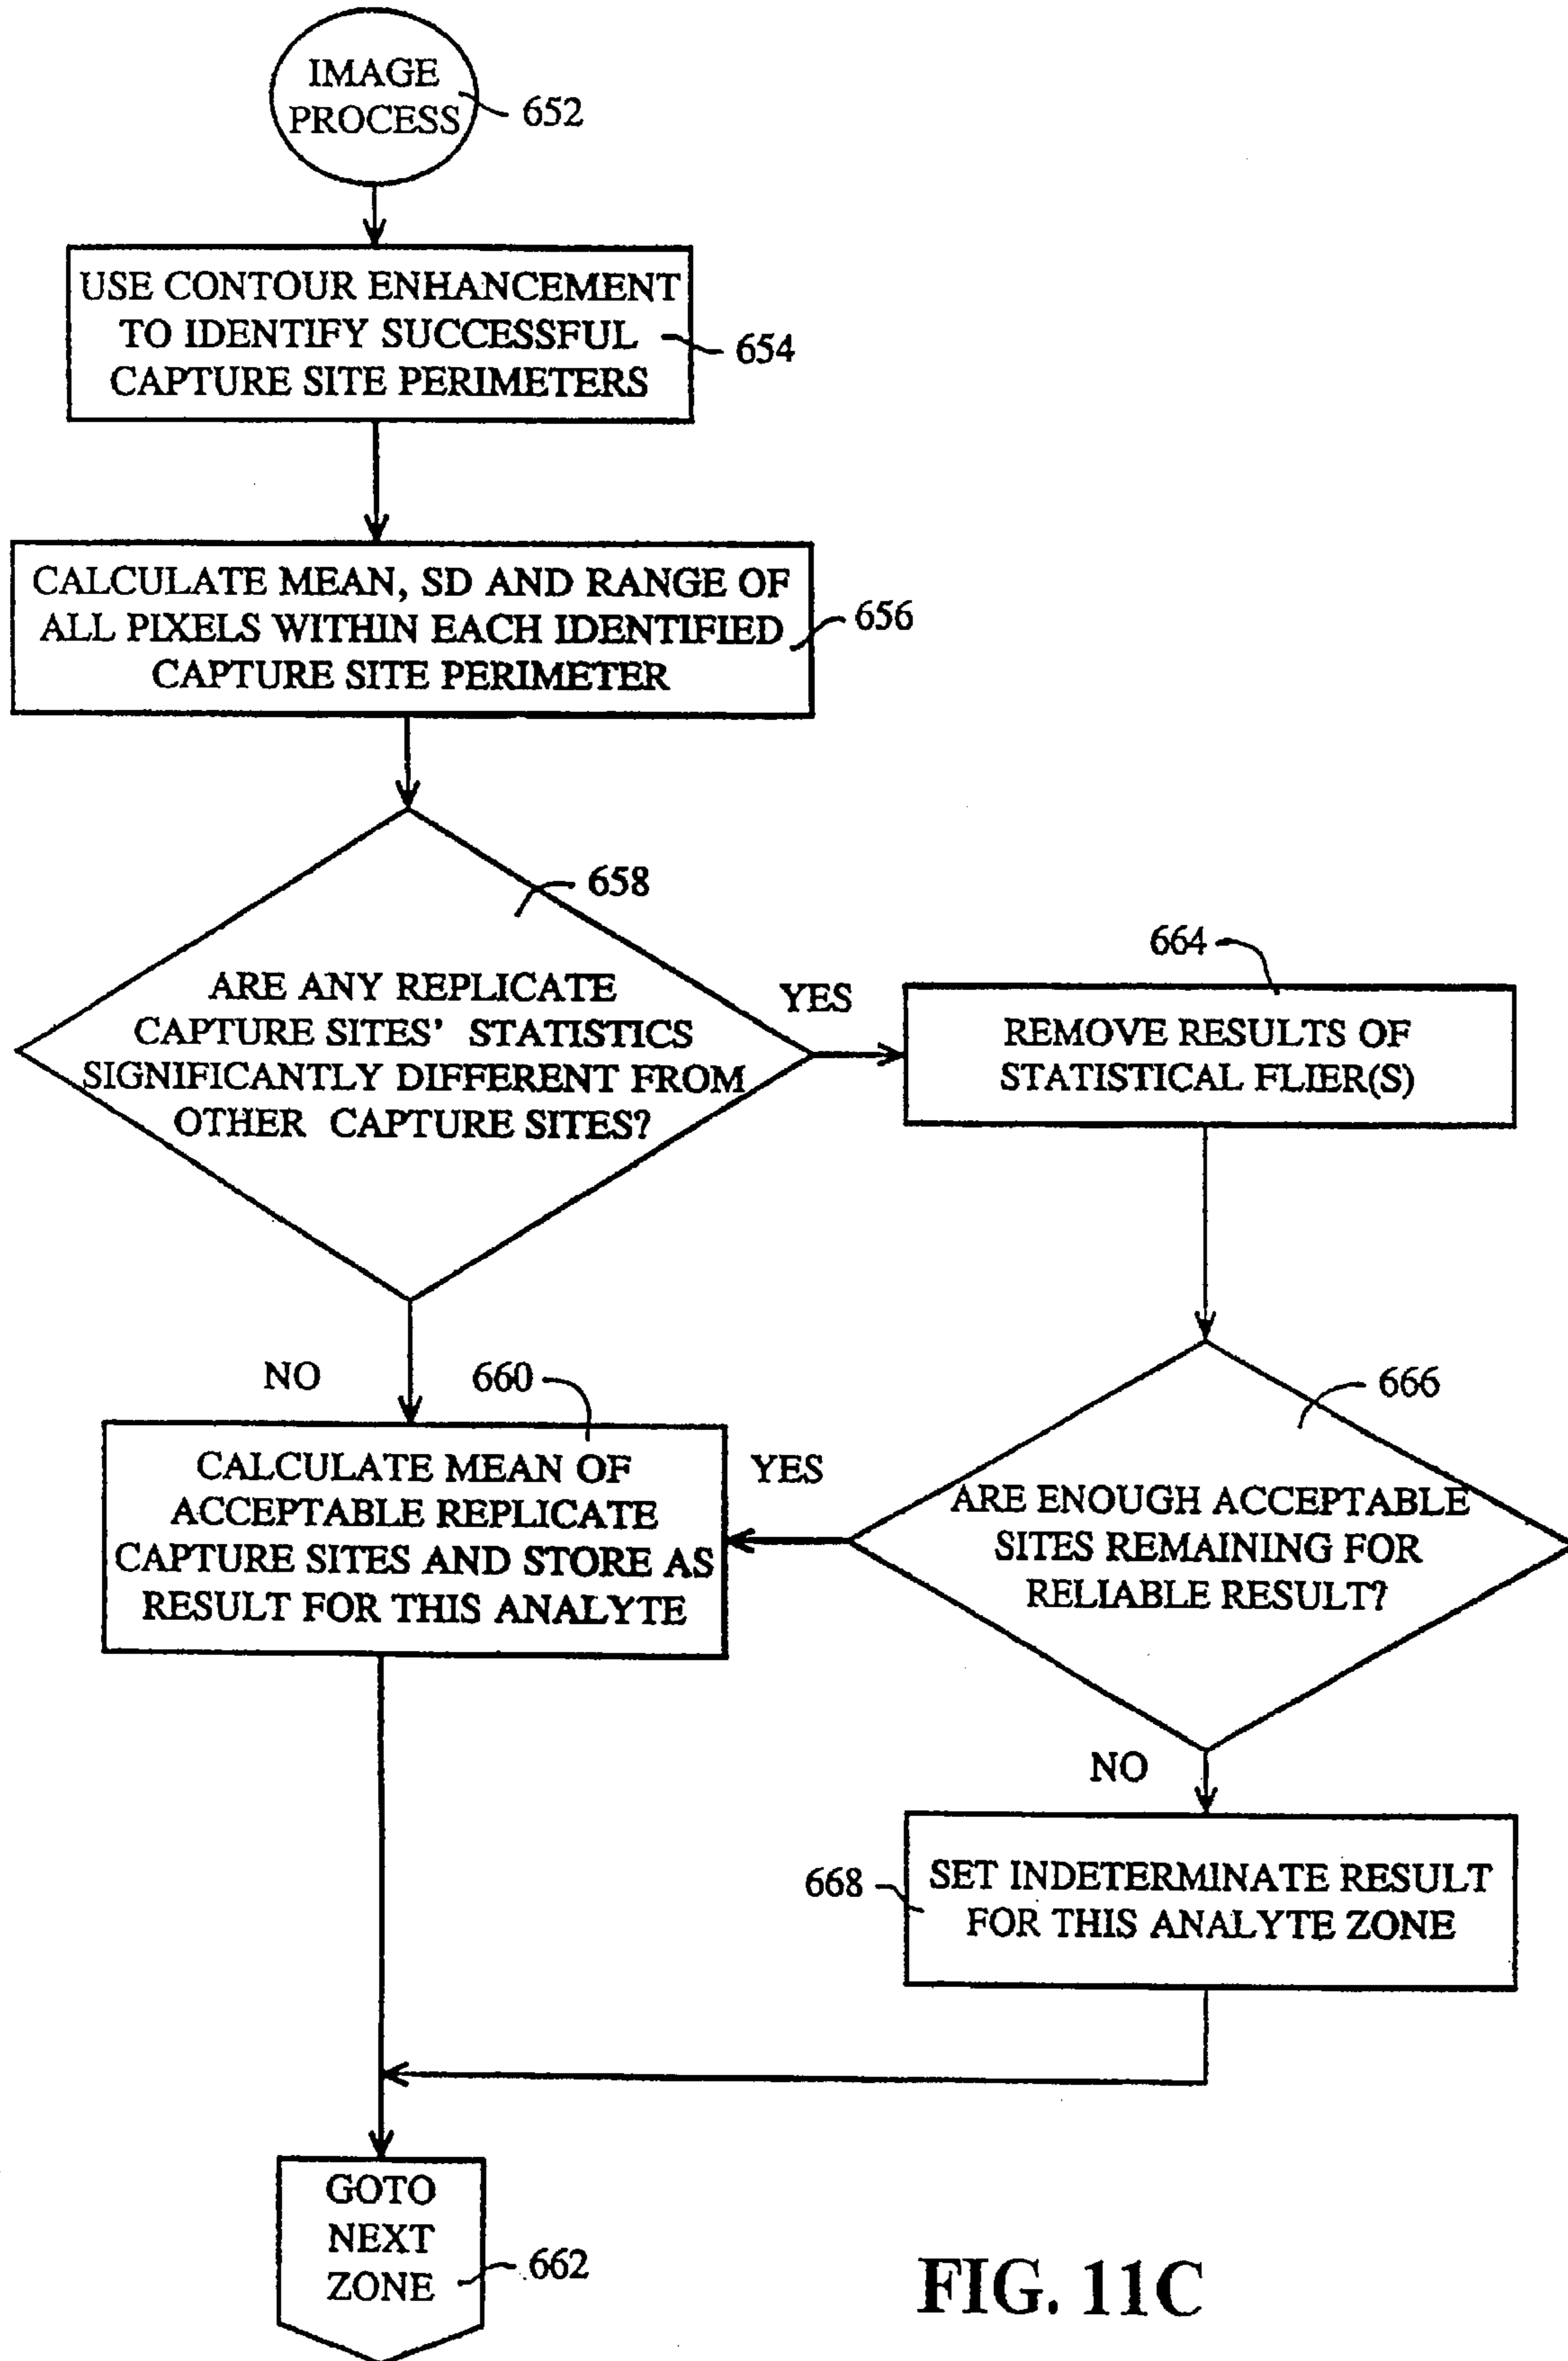 IMAGE
PROCESS
652
USE CONTOUR ENHANCEMENT
TO IDENTIFY SUCCESSFUL
CAPTURE SITE PERIMETERS
654
CALCULATE MEAN, SD AND RANGE OF
ALL PIXELS WITHIN EACH IDENTIFIED
CAPTURE SITE PERIMETER
656
658
ARE ANY REPLICATE
CAPTURE SITES' STATISTICS
SIGNIFICANTLY DIFFERENT FROM
OTHER CAPTURE SITES?
YES
664
REMOVE RESULTS OF
STATISTICAL FLIER(S)
NO
660
CALCULATE MEAN OF
ACCEPTABLE REPLICATE
CAPTURE SITES AND STORE AS
RESULT FOR THIS ANALYTE
YES
666
ARE ENOUGH ACCEPTABLE
SITES REMAINING FOR
RELIABLE RESULT?
NO
668
SET INDETERMINATE RESULT
FOR THIS ANALYTE ZONE
GOTO
NEXT
ZONE
662
FIG. 11C